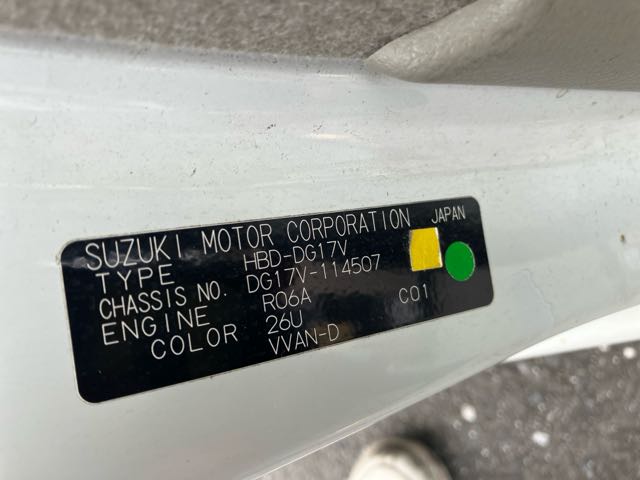 SUZUKI MOTOR CORPORATION JAPAN
TYPE HBD-DG17V
CHASSIS NO. DG17V-114507
ENGINE R06A C01
COLOR 26U
VVAN-D